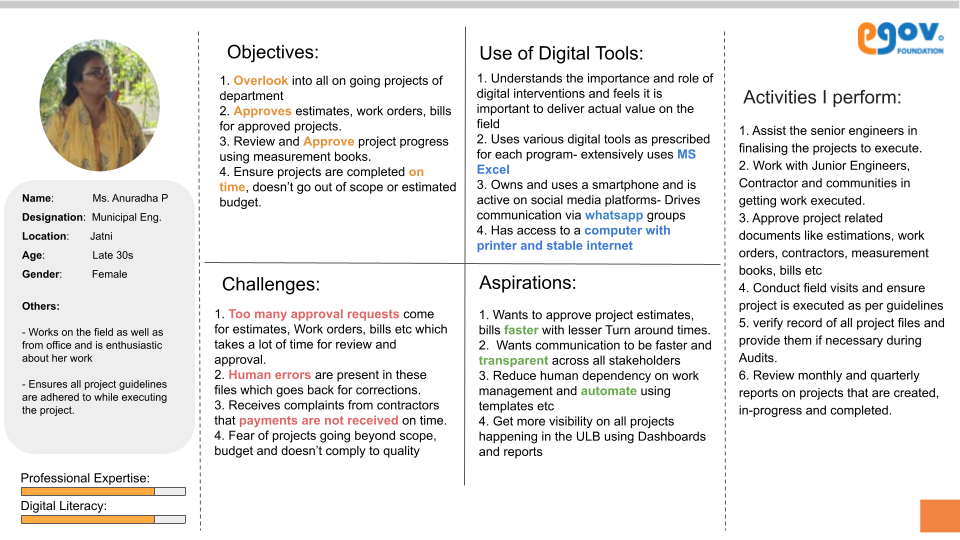 egov.
FOUNDATION
Name: Ms. Anuradha P
Designation: Municipal Eng.
Location: Jatni
Age: Late 30s
Gender: Female
Others:
- Works on the field as well as
from office and is enthusiastic
about her work
- Ensures all project guidelines
are adhered to while executing
the project.
Professional Expertise:
Digital Literacy:
Objectives:
1. Overlook into all on going projects of
department
2. Approves estimates, work orders, bills
for approved projects.
3. Review and Approve project progress
using measurement books.
4. Ensure projects are completed on
time, doesn’t go out of scope or estimated
budget.
Use of Digital Tools:
1. Understands the importance and role of
digital interventions and feels it is
important to deliver actual value on the
field
2. Uses various digital tools as prescribed
for each program- extensively uses MS
Excel
3. Owns and uses a smartphone and is
active on social media platforms- Drives
communication via whatsapp groups
4. Has access to a computer with
printer and stable internet
Challenges:
1. Too many approval requests come
for estimates, Work orders, bills etc which
takes a lot of time for review and
approval.
2. Human errors are present in these
files which goes back for corrections.
3. Receives complaints from contractors
that payments are not received on time.
4. Fear of projects going beyond scope,
budget and doesn’t comply to quality
Aspirations:
1. Wants to approve project estimates,
bills faster with lesser Turn around times.
2. Wants communication to be faster and
transparent across all stakeholders
3. Reduce human dependency on work
management and automate using
templates etc
4. Get more visibility on all projects
happening in the ULB using Dashboards
and reports
Activities I perform:
1. Assist the senior engineers in
finalising the projects to execute.
2. Work with Junior Engineers,
Contractor and communities in
getting work executed.
3. Approve project related
documents like estimations, work
orders, contractors, measurement
books, bills etc
4. Conduct field visits and ensure
project is executed as per guidelines
5. verify record of all project files and
provide them if necessary during
Audits.
6. Review monthly and quarterly
reports on projects that are created,
in-progress and completed.